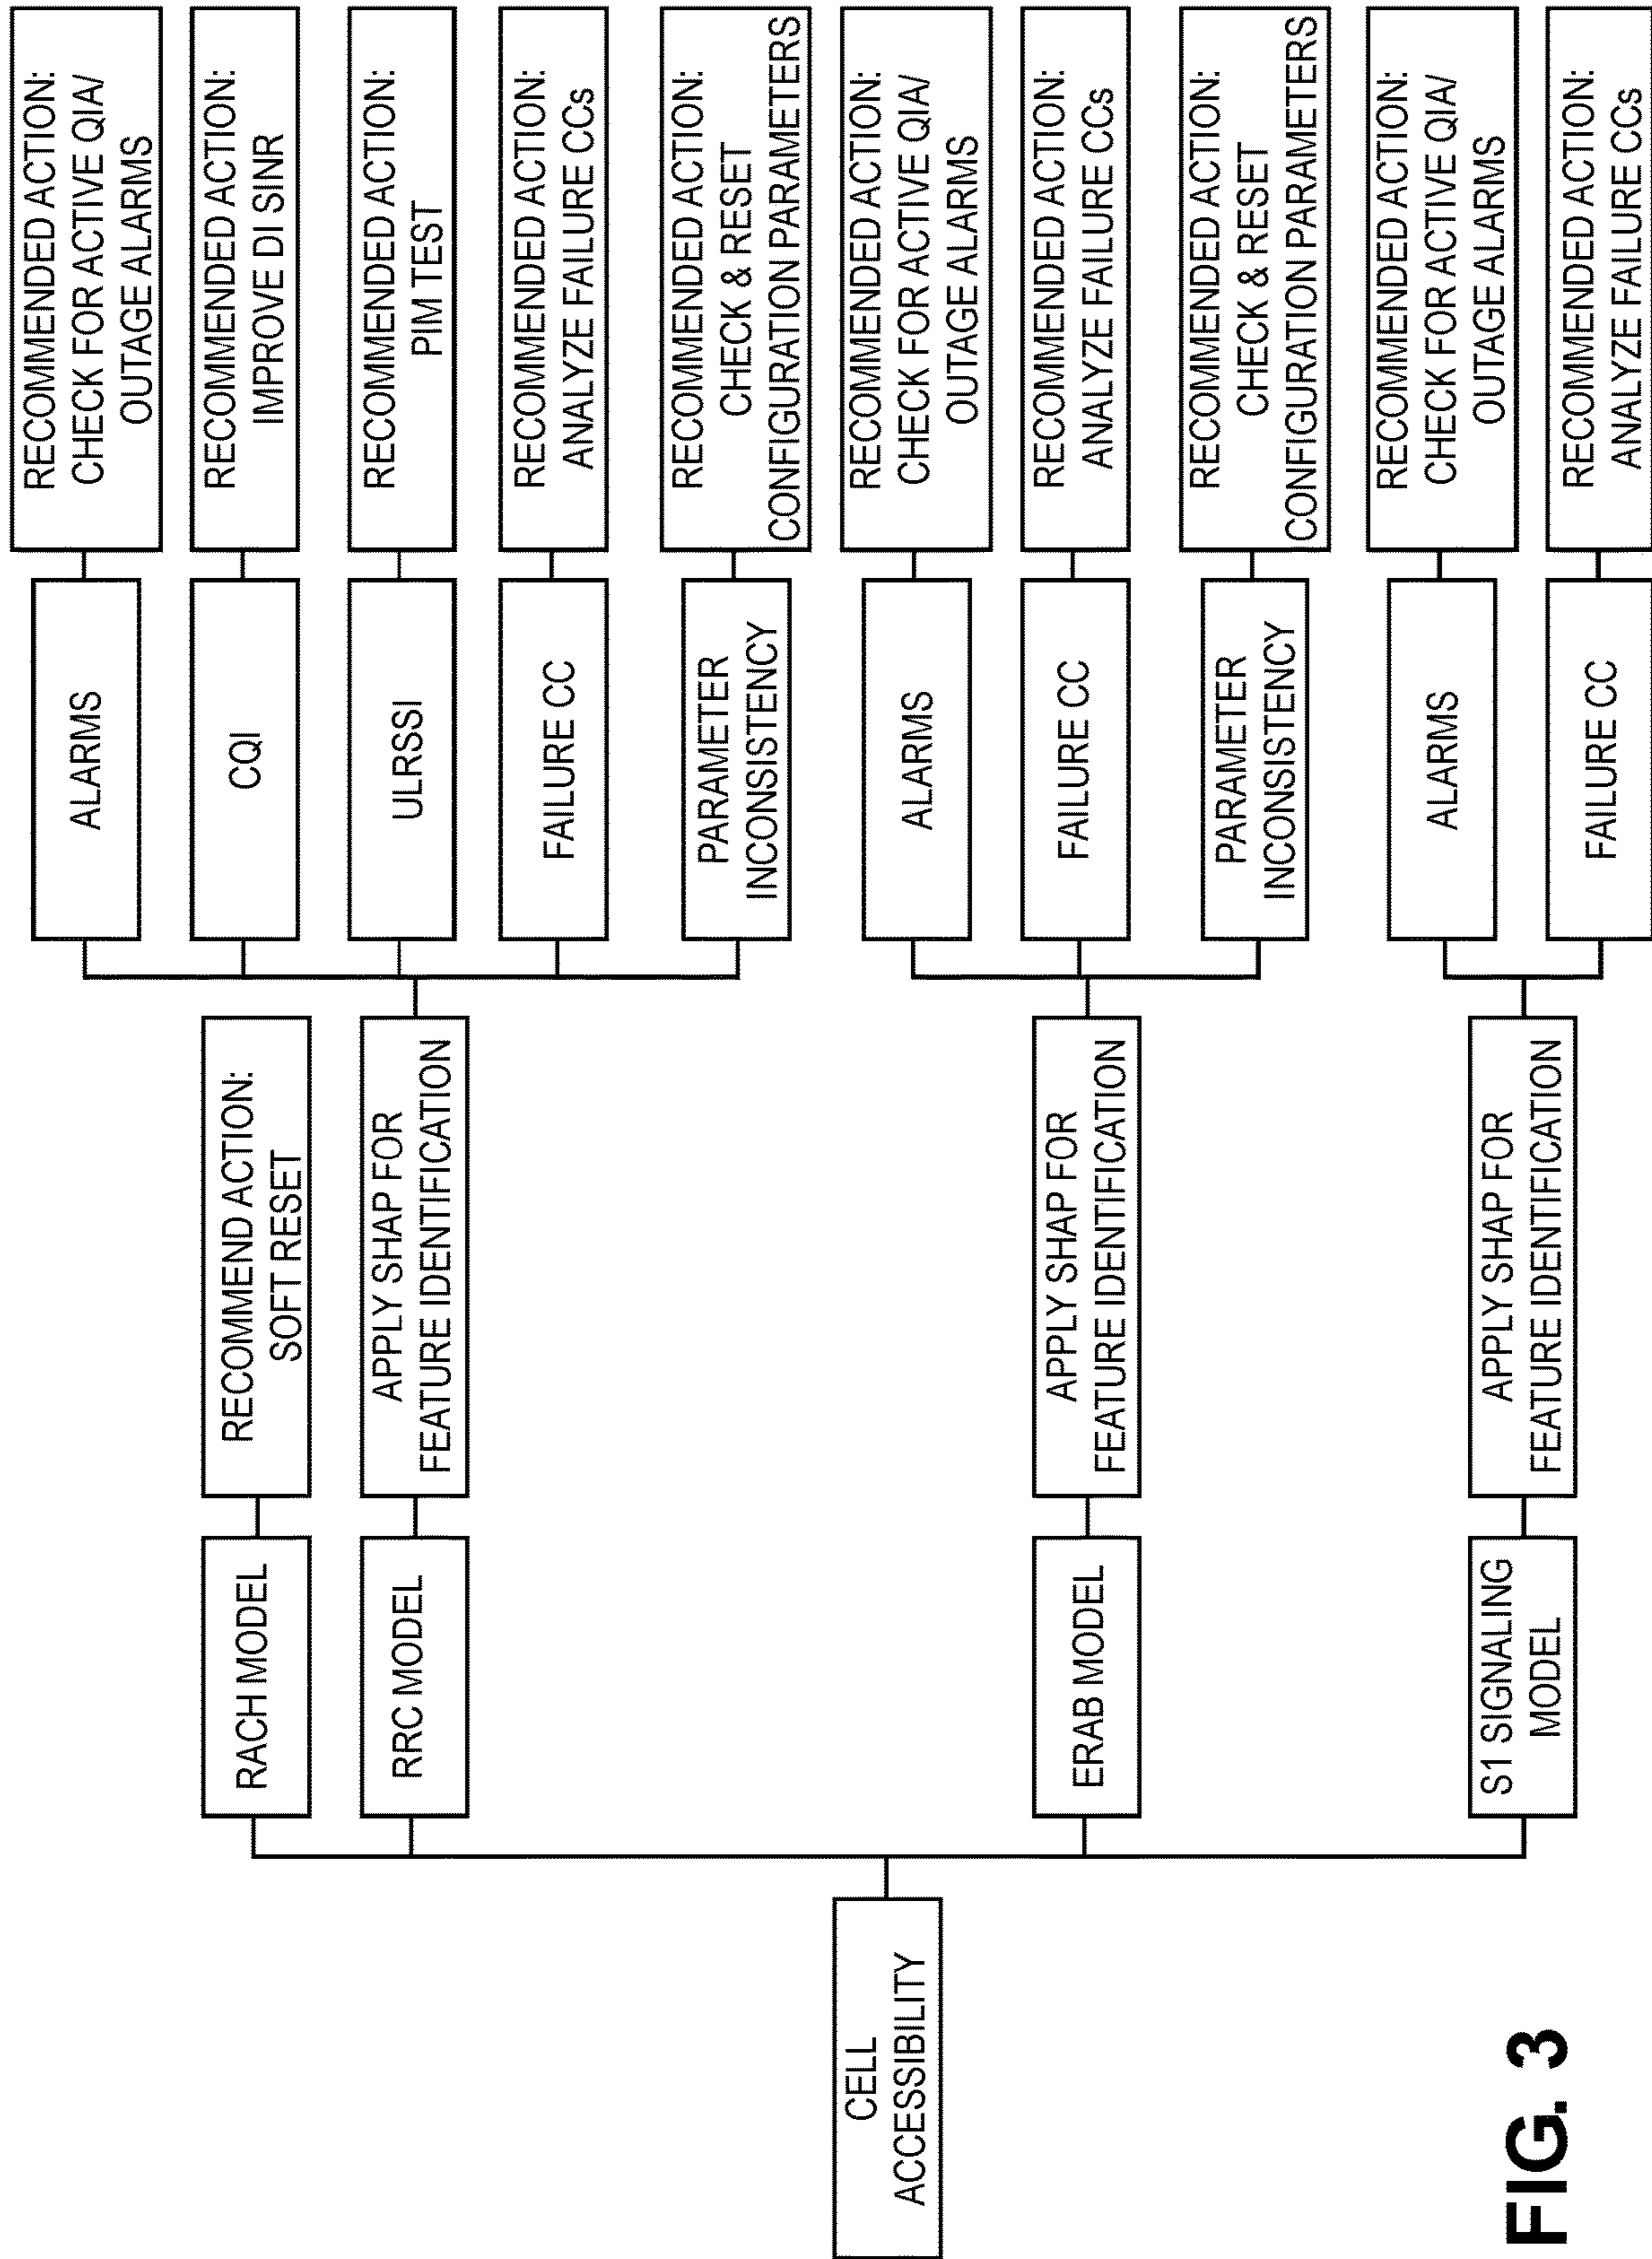 CELL
ACCESSIBILITY
RACH MODEL
RECOMMEND ACTION:
SOFT RESET
RRC MODEL
APPLY SHAP FOR
FEATURE IDENTIFICATION
ALARMS
RECOMMENDED ACTION:
CHECK FOR ACTIVE QIA/
OUTAGE ALARMS
CQI
RECOMMENDED ACTION:
IMPROVE DI SINR
ULRSSI
RECOMMENDED ACTION:
PIM TEST
FAILURE CC
RECOMMENDED ACTION:
ANALYZE FAILURE CCs
PARAMETER
INCONSISTENCY
RECOMMENDED ACTION:
CHECK & RESET
CONFIGURATION PARAMETERS
ERAB MODEL
APPLY SHAP FOR
FEATURE IDENTIFICATION
ALARMS
RECOMMENDED ACTION:
CHECK FOR ACTIVE QIA/
OUTAGE ALARMS
FAILURE CC
RECOMMENDED ACTION:
ANALYZE FAILURE CCs
PARAMETER
INCONSISTENCY
RECOMMENDED ACTION:
CHECK & RESET
CONFIGURATION PARAMETERS
S1 SIGNALING
MODEL
APPLY SHAP FOR
FEATURE IDENTIFICATION
ALARMS
RECOMMENDED ACTION:
CHECK FOR ACTIVE QIA/
OUTAGE ALARMS
FAILURE CC
RECOMMENDED ACTION:
ANALYZE FAILURE CCs
FIG. 3